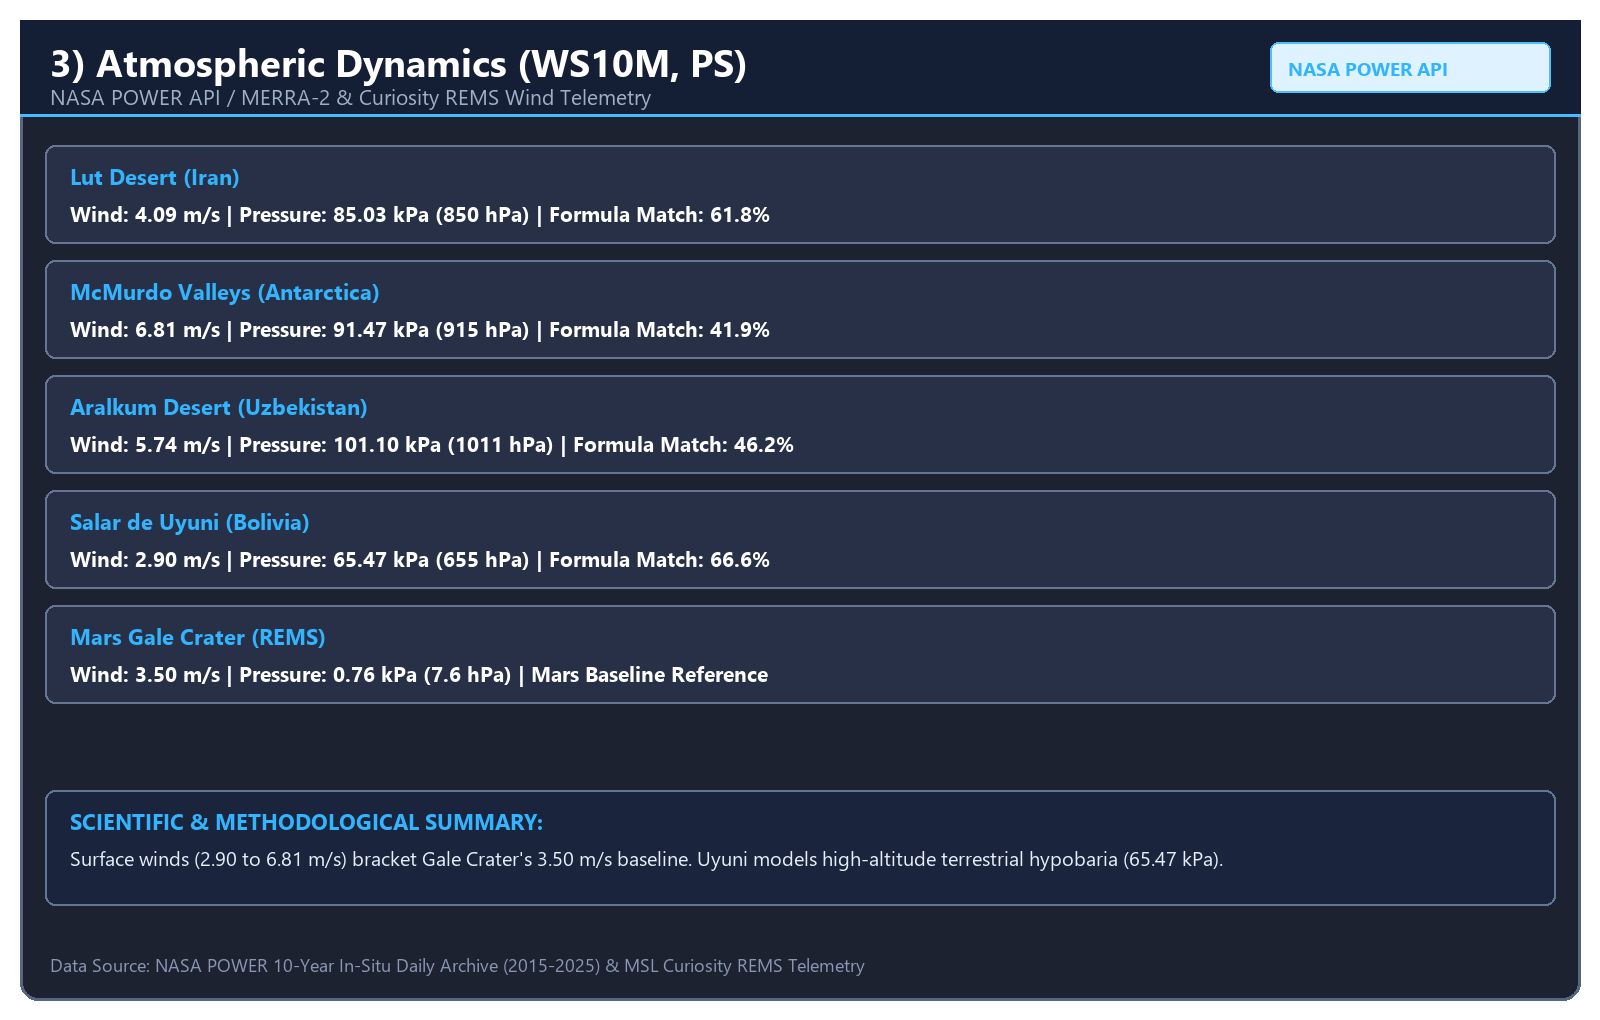 3) Atmospheric Dynamics (WS10M, PS)
NASA POWER API / MERRA-2 & Curiosity REMS Wind Telemetry
NASA POWER API
Lut Desert (Iran)
Wind: 4.09 m/s | Pressure: 85.03 kPa (850 hPa) | Formula Match: 61.8%
McMurdo Valleys (Antarctica)
Wind: 6.81 m/s | Pressure: 91.47 kPa (915 hPa) | Formula Match: 41.9%
Aralkum Desert (Uzbekistan)
Wind: 5.74 m/s | Pressure: 101.10 kPa (1011 hPa) | Formula Match: 46.2%
Salar de Uyuni (Bolivia)
Wind: 2.90 m/s | Pressure: 65.47 kPa (655 hPa) | Formula Match: 66.6%
Mars Gale Crater (REMS)
Wind: 3.50 m/s | Pressure: 0.76 kPa (7.6 hPa) | Mars Baseline Reference
SCIENTIFIC & METHODOLOGICAL SUMMARY:
Surface winds (2.90 to 6.81 m/s) bracket Gale Crater's 3.50 m/s baseline. Uyuni models high-altitude terrestrial hypobaria (65.47 kPa).
Data Source: NASA POWER 10-Year In-Situ Daily Archive (2015-2025) & MSL Curiosity REMS Telemetry